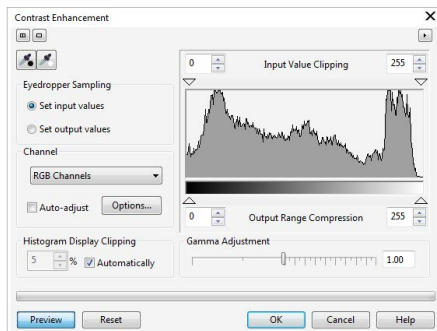 Contrast Enhancement
0 Input Value Clipping 255
Eyedropper Sampling
Set input values
Set output values
Channel
RGB Channels
Auto-adjust Options...
0 Output Range Compression 255
Histogram Display Clipping
5 % Automatically
Gamma Adjustment
1.00
Preview Reset OK Cancel Help